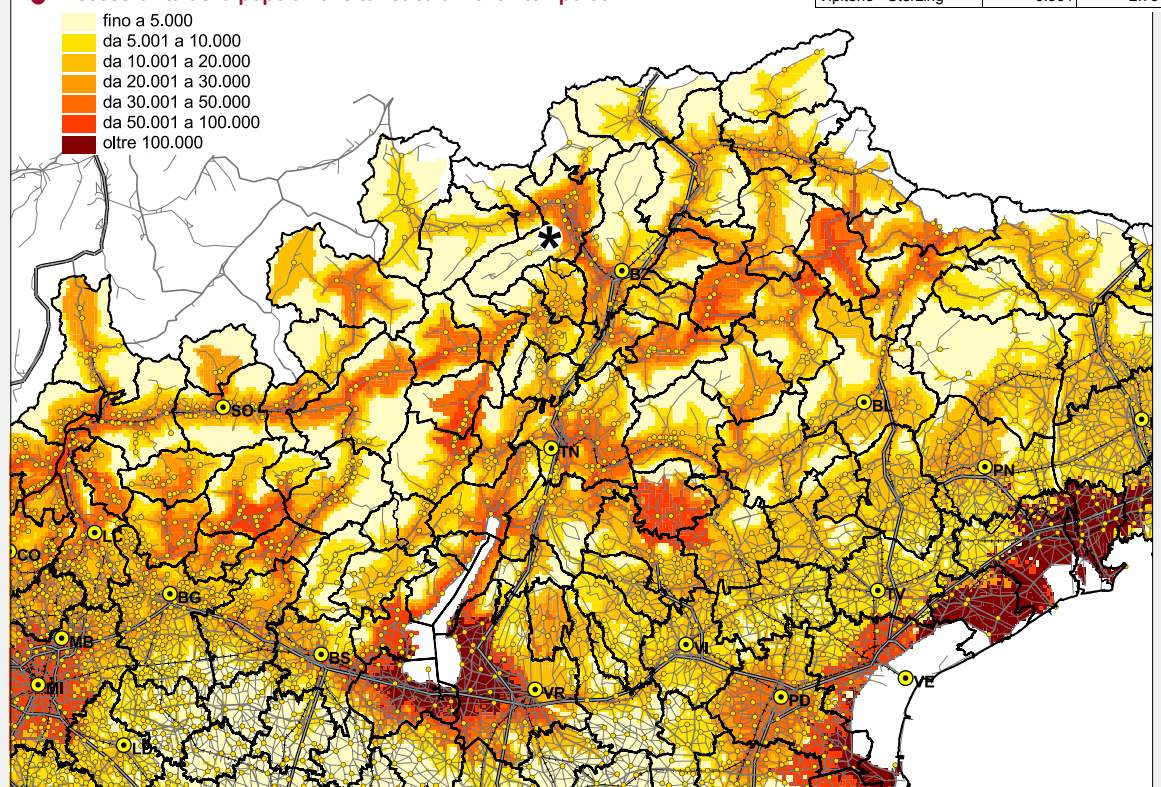 fino a 5.000
da 5.001 a 10.000
da 10.001 a 20.000
da 20.001 a 30.000
da 30.001 a 50.000
da 50.001 a 100.000
oltre 100.000
*
BZ
SO
BL
TN
PN
CO
BG
TV
MB
BS
VI
MI
VR
PD
VE